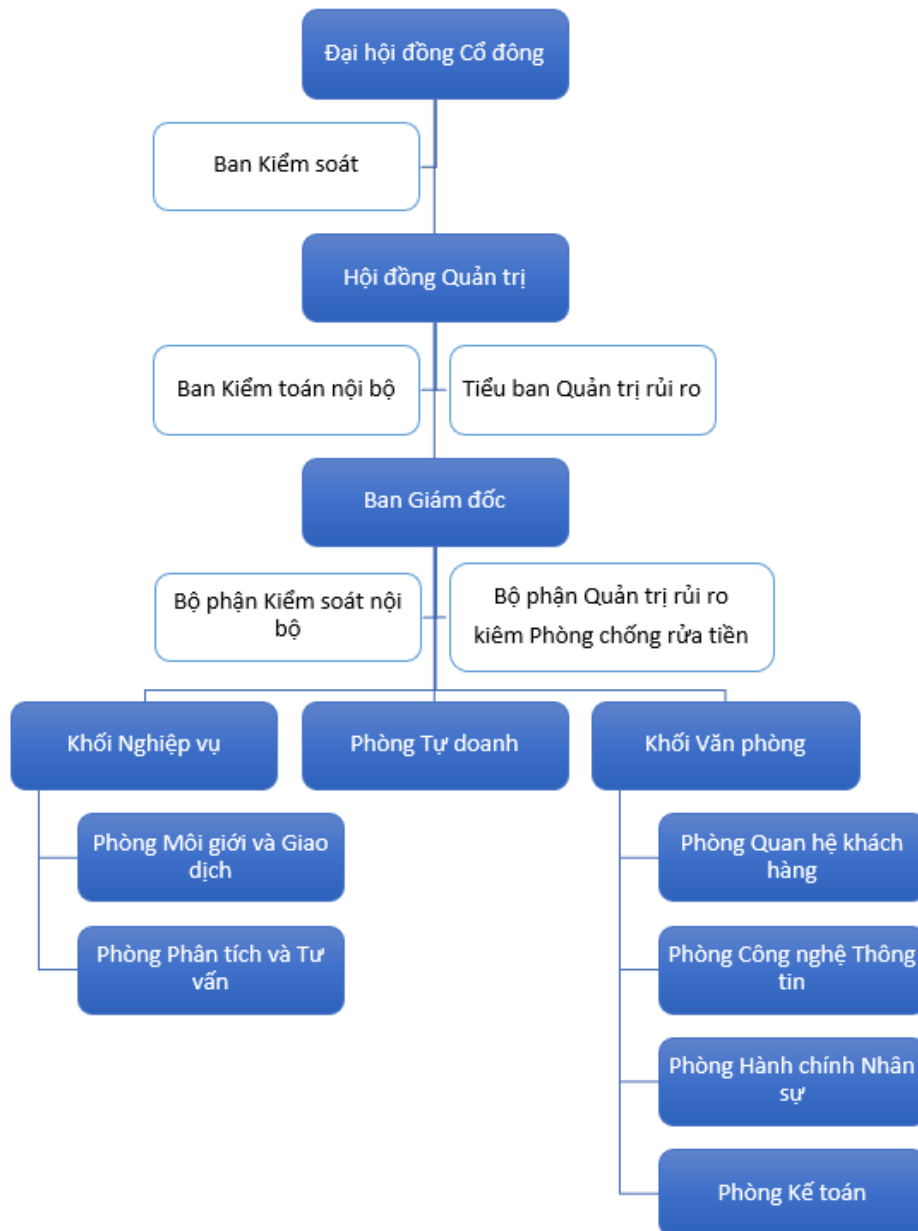 Đại hội đồng Cổ đông
Ban Kiểm soát
Hội đồng Quản trị
Ban Kiểm toán nội bộ
Tiểu ban Quản trị rủi ro
Ban Giám đốc
Bộ phận Kiểm soát nội
bộ
Bộ phận Quản trị rủi ro
kiêm Phòng chống rửa tiền
Khối Nghiệp vụ
Phòng Tự doanh
Khối Văn phòng
Phòng Môi giới và Giao
dịch
Phòng Phân tích và Tư
vấn
Phòng Quan hệ khách
hàng
Phòng Công nghệ Thông
tin
Phòng Hành chính Nhân
sự
Phòng Kế toán